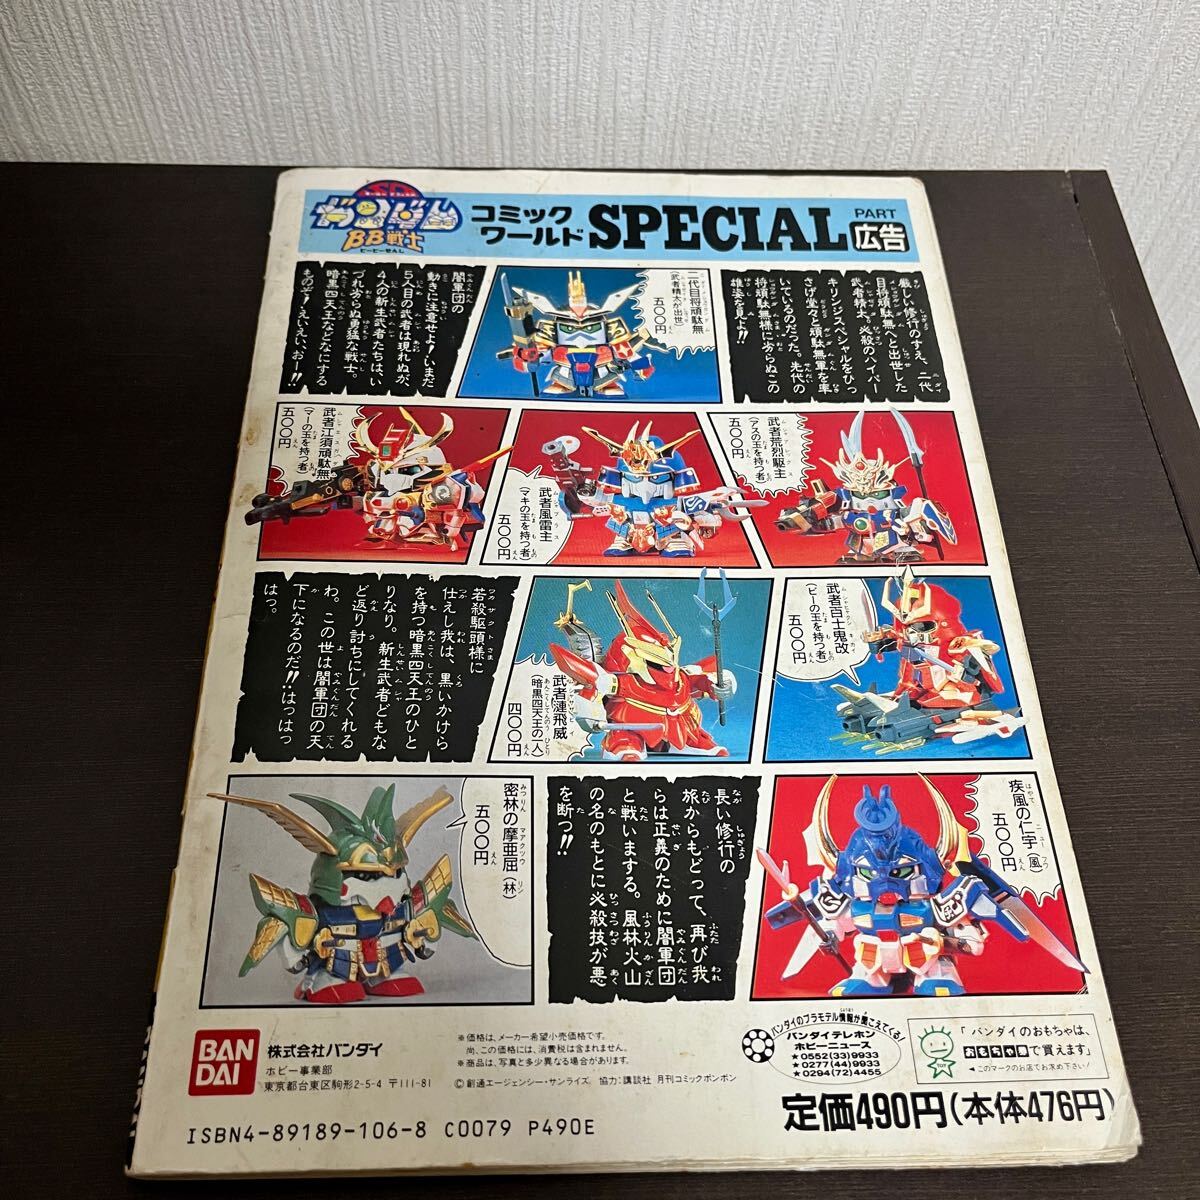 SD
ガンダム
BB戦士
ビービーせんし
コミック
ワールド
SPECIAL
PART
広告
厳しい修行のすえ、二代
目将頑駄無へと出世した
武者精太。必殺のハイパー
キリンジスペシャルをひっ
さげ堂々と頑駄無軍を率
いているのだった。先代の
将頑駄無様に劣らぬこの
雄姿を見よ!!
二代目将頑駄無
(武者精太が出世)
五〇〇円
闇軍団の
動きに注意せよ!いまだ
5人目の武者は現れぬが、
4人の新生武者たちは、い
づれ劣らぬ勇猛な戦士。
暗黒四天王などなにする
もの ぞ!えいえい、おー!!
武者荒烈駆主
(アスの玉を持つ者)
五〇〇円
武者風雷主
(マキの玉を持つ者)
五〇〇円
武者江須頑駄無
(マーの玉を持つ者)
五〇〇円
武者百士鬼改
(ビーの玉を持つ者)
五〇〇円
武者漣飛威
(暗黒四天王の一人)
四〇〇円
若殺駆頭様に
仕えし我は、黒いかけら
を持つ暗黒四天王のひと
りなり。新生武者どもな
ど返り討ちにしてくれる
わ。この世は闇軍団の天
下になるのだ!!はっはっ
はっ。
疾風の仁宇(風)
五〇〇円
長い修行の
旅からもどって、再び我
らは正義のために闇軍団
と戦いまする。風林火山
の名のもとに必殺技が悪
を断つ!!
密林の摩亜屈(林)
五〇〇円
BAN
DAI
株式会社バンダイ
ホビー事業部
東京都台東区駒形2-5-4 〒111-81
※価格は、メーカー希望小売価格です。
尚、この価格には、消費税は含まれません。
※商品は、写真と多少異なる場合があります。
©創通エージェンシー・サンライズ 協力:講談社 月刊コミックボンボン
バンダイのプラモデル情報が聞こえてくる!
バンダイテレホン
ホビーニュース
★0552(33)9933
★0277(44)9933
★0294(72)4455
「バンダイのおもちゃは、
おもちゃ券で買えます」
◀このマークのお店でお求め下さい!
TOY
定価490円(本体476円)
ISBN4-89189-106-8 C0079 P490E